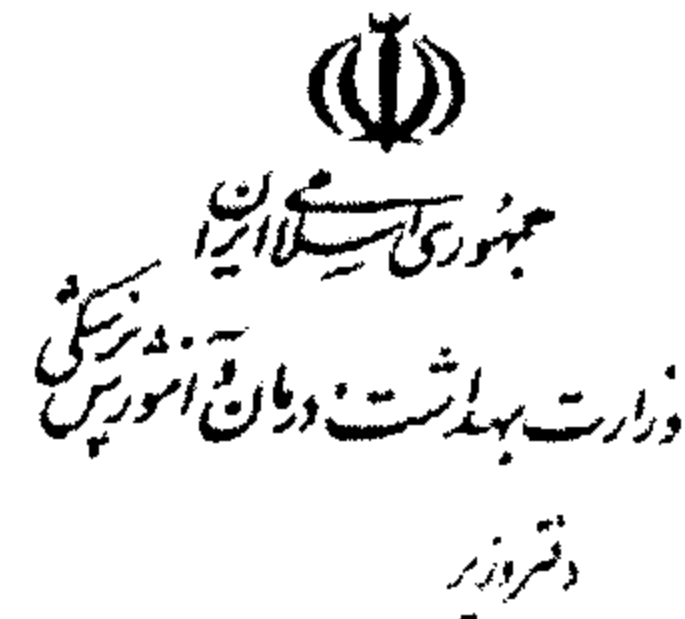 جمهوری اسلامی ایران
وزارت بهداشت، درمان و آموزش پزشکی
دفتر وزیر